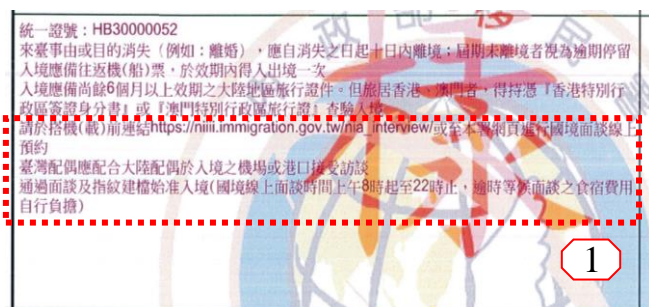 統一證號：HB30000052
來臺事由或目的消失（例如：離婚），應自消失之日起十日內離境；屆期未離境者視為逾期停留
入境應備往返機(船)票，於效期內得入出境一次
入境應備尚餘6個月以上效期之大陸地區旅行證件。但旅居香港、澳門者，得持憑『香港特別行
政區簽證身分書』或『澳門特別行政區旅行證』查驗入境
請於搭機(載)前連結https://niiii.immigration.gov.tw/nia_interview/或至本署網頁進行國境面談線上
預約
臺灣配偶應配合大陸配偶於入境之機場或港口接受訪談
通過面談及指紋建檔始准入境(國境線上面談時間上午8時起至22時止，逾時等候面談之食宿費用
自行負擔)
1